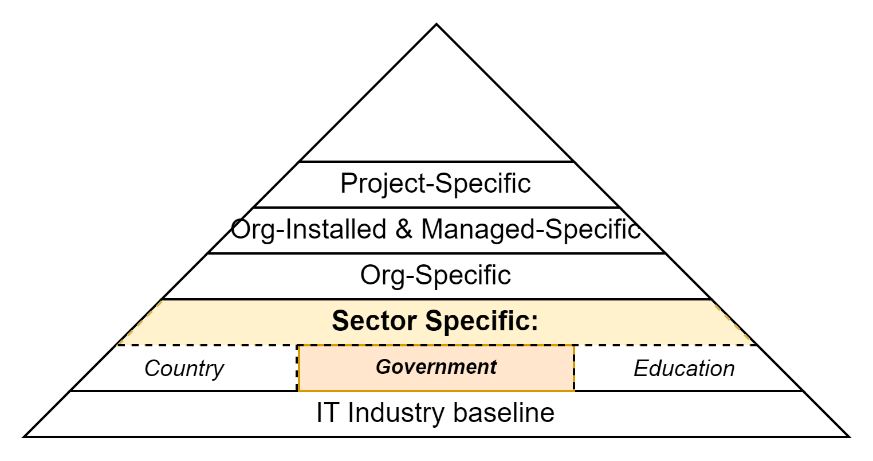 Project-Specific
Org-Installed & Managed-Specific
Org-Specific
Sector Specific:
Country Government Education
IT Industry baseline